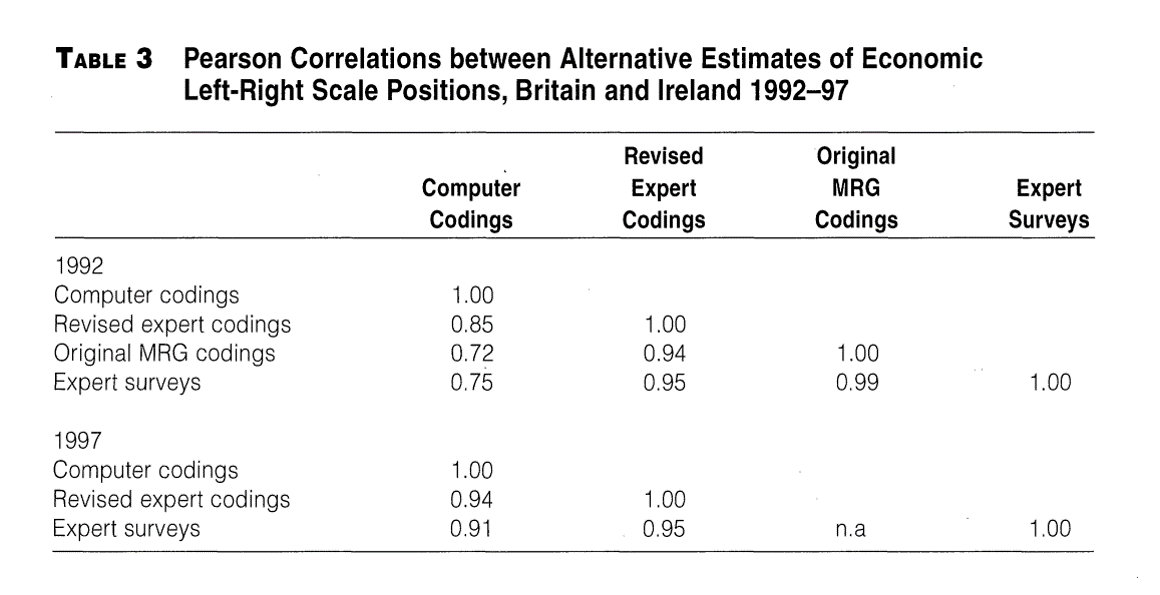 TABLE 3 Pearson Correlations between Alternative Estimates of Economic
Left-Right Scale Positions, Britain and Ireland 1992–97
Revised Original
Computer Expert MRG Expert
Codings Codings Codings Surveys
1992
Computer codings 1.00
Revised expert codings 0.85 1.00
Original MRG codings 0.72 0.94 1.00
Expert surveys 0.75 0.95 0.99 1.00
1997
Computer codings 1.00
Revised expert codings 0.94 1.00
Expert surveys 0.91 0.95 n.a 1.00